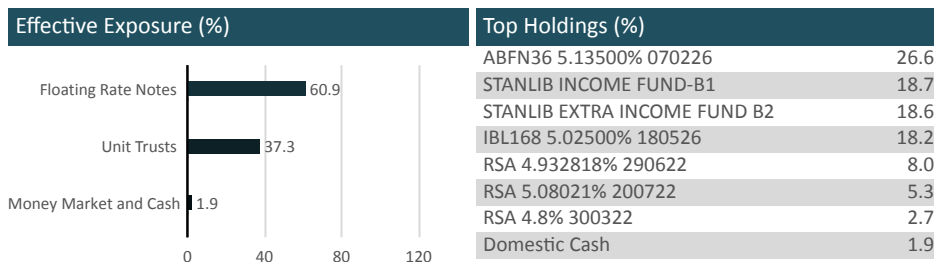 Effective Exposure (%)
Floating Rate Notes 60.9
Unit Trusts 37.3
Money Market and Cash 1.9
0 40 80 120
Top Holdings (%)
ABFN36 5.13500% 070226 26.6
STANLIB INCOME FUND-B1 18.7
STANLIB EXTRA INCOME FUND B2 18.6
IBL168 5.02500% 180526 18.2
RSA 4.932818% 290622 8.0
RSA 5.08021% 200722 5.3
RSA 4.8% 300322 2.7
Domestic Cash 1.9